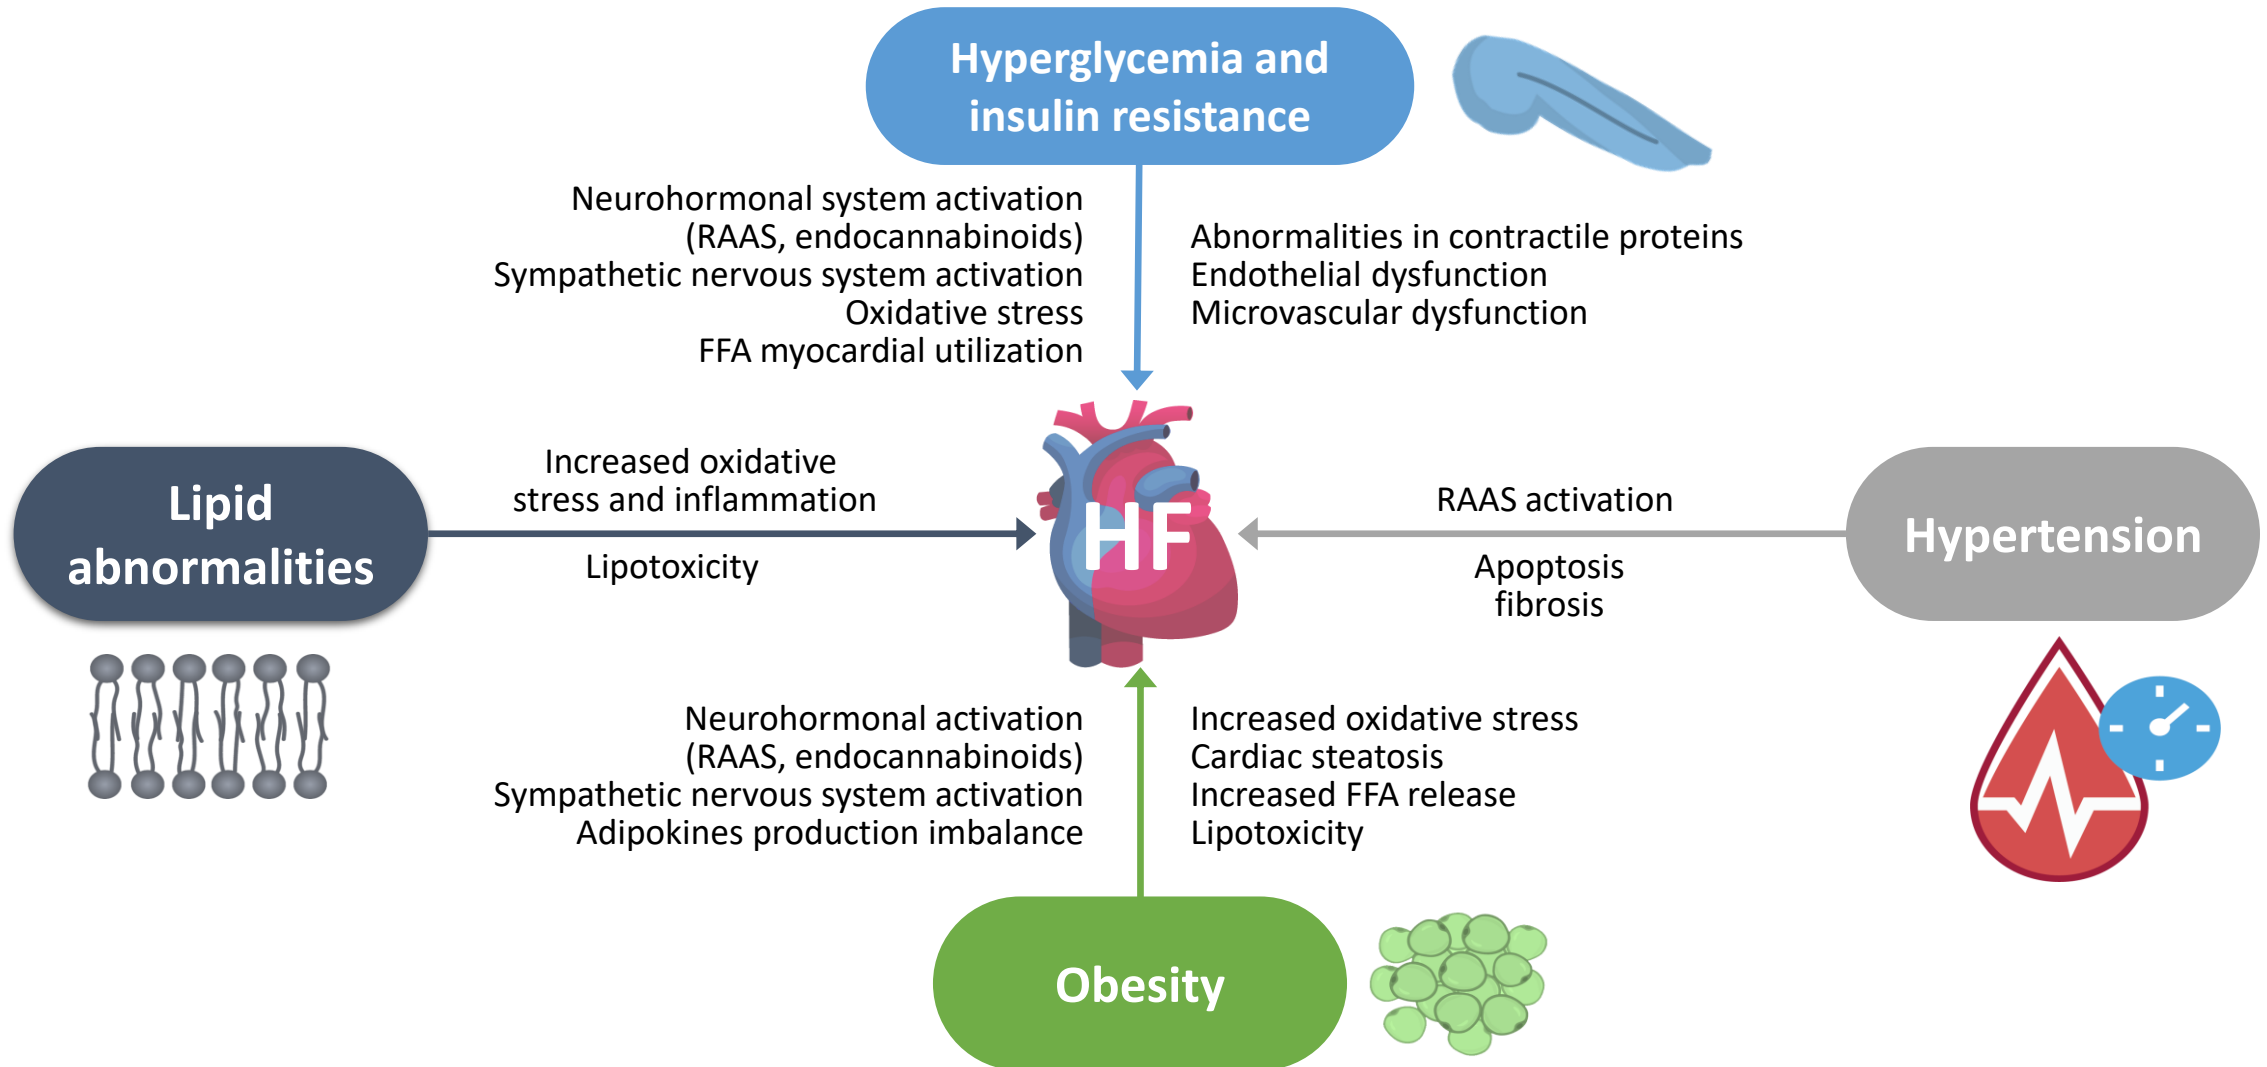 Hyperglycemia and
insulin resistance
Neurohormonal system activation
(RAAS, endocannabinoids)
Sympathetic nervous system activation
Oxidative stress
FFA myocardial utilization
Abnormalities in contractile proteins
Endothelial dysfunction
Microvascular dysfunction
Lipid
abnormalities
Increased oxidative
stress and inflammation
Lipotoxicity
HF
RAAS activation
Apoptosis
fibrosis
Hypertension
Neurohormonal activation
(RAAS, endocannabinoids)
Sympathetic nervous system activation
Adipokines production imbalance
Increased oxidative stress
Cardiac steatosis
Increased FFA release
Lipotoxicity
Obesity